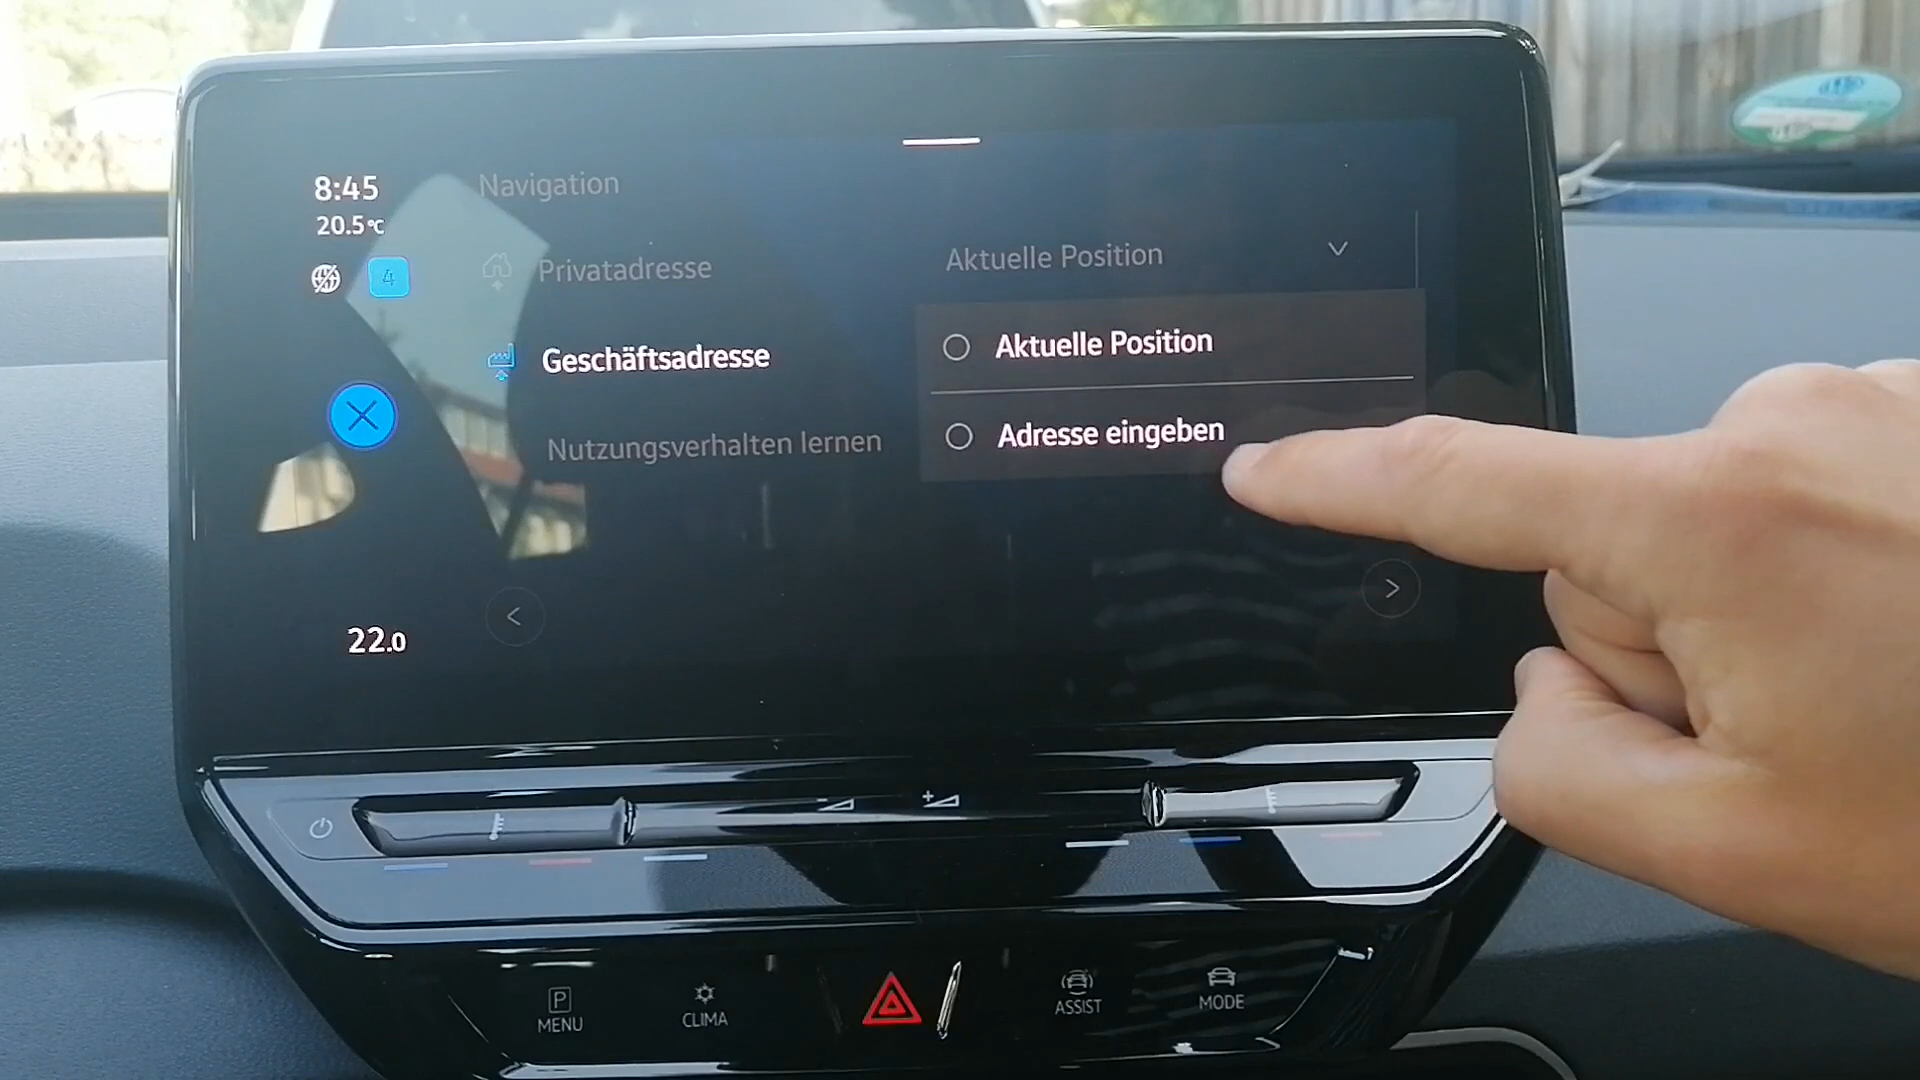 8:45
20.5°C
4
Navigation
Privatadresse
Aktuelle Position
Geschäftsadresse
Aktuelle Position
Nutzungsverhalten lernen
Adresse eingeben
22.0
P
MENU
CLIMA
ASSIST
MODE